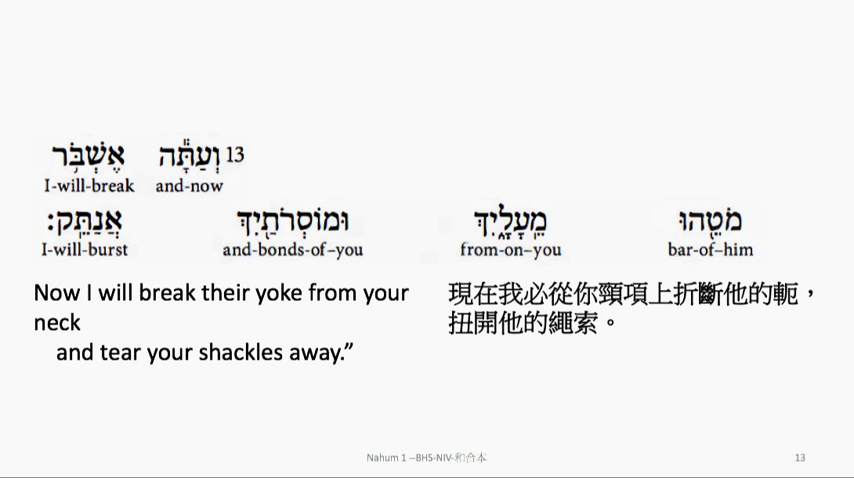 13 וְעַתָּ֕ה אֶשְׁבֹּ֥ר
and-now I-will-break
מֹטֵ֖הוּ מֵֽעָלָ֑יִךְ וּמוֹסְרֹתַ֖יִךְ אֲנַתֵּֽק׃
bar-of–him from-on–you and-bonds-of–you I-will-burst
Now I will break their yoke from your
neck
and tear your shackles away.”
現在我必從你頸項上折斷他的軛，
扭開他的繩索。
Nahum 1 --BHS-NIV-和合本
13